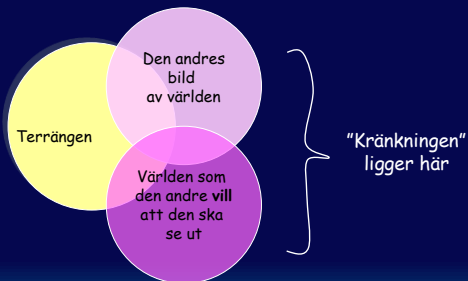 Den andres
bild
av världen
Terrängen
Världen som
den andre vill
att den ska
se ut
"Kränkningen"
ligger här